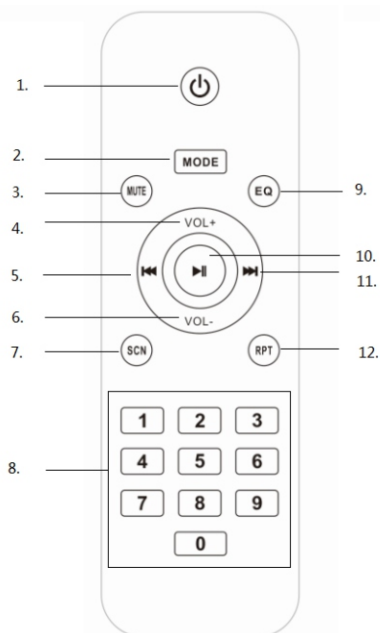 1.
2. MODE
3. MUTE EQ 9.
4. VOL+
10.
5. ⏮ ⏯ ⏭ 11.
6. VOL-
7. SCN RPT 12.
1 2 3
8. 4 5 6
7 8 9
0